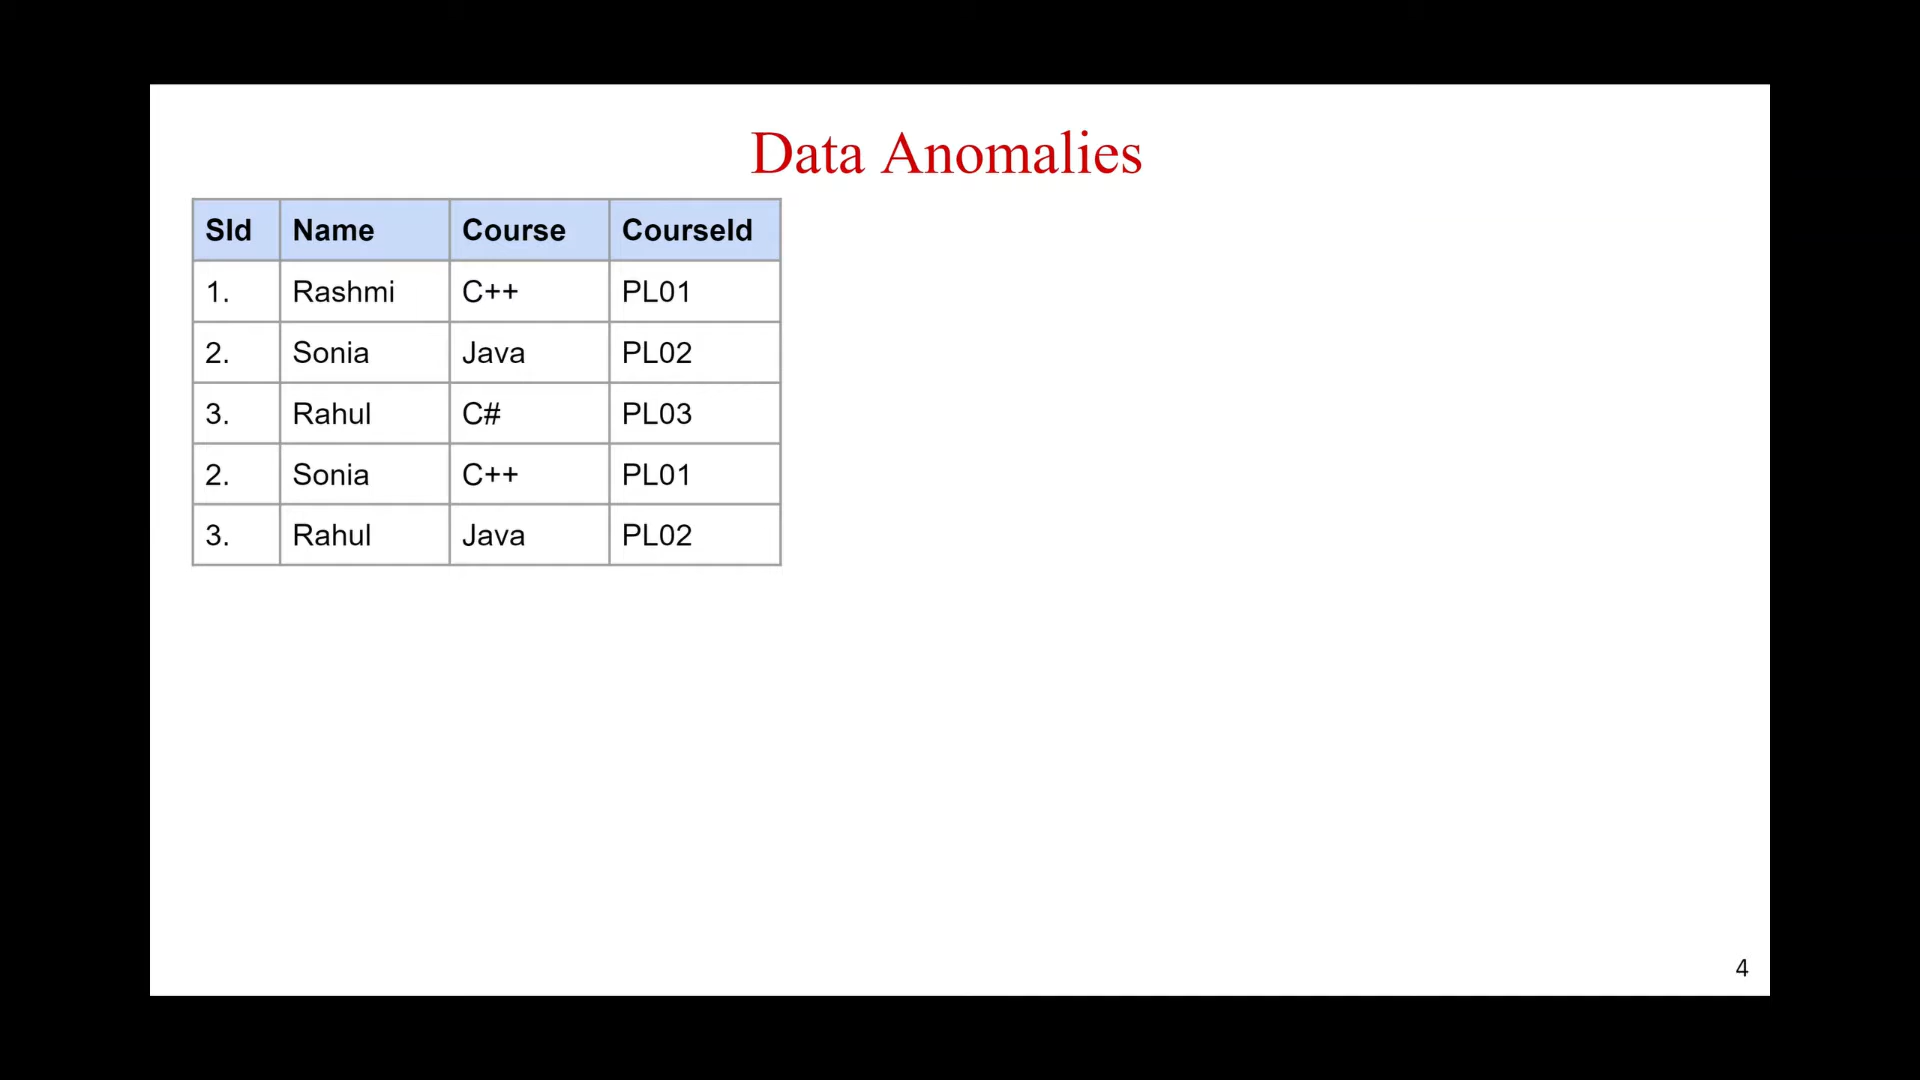 Data Anomalies
SId Name Course CourseId
1. Rashmi C++ PL01
2. Sonia Java PL02
3. Rahul C# PL03
2. Sonia C++ PL01
3. Rahul Java PL02
4